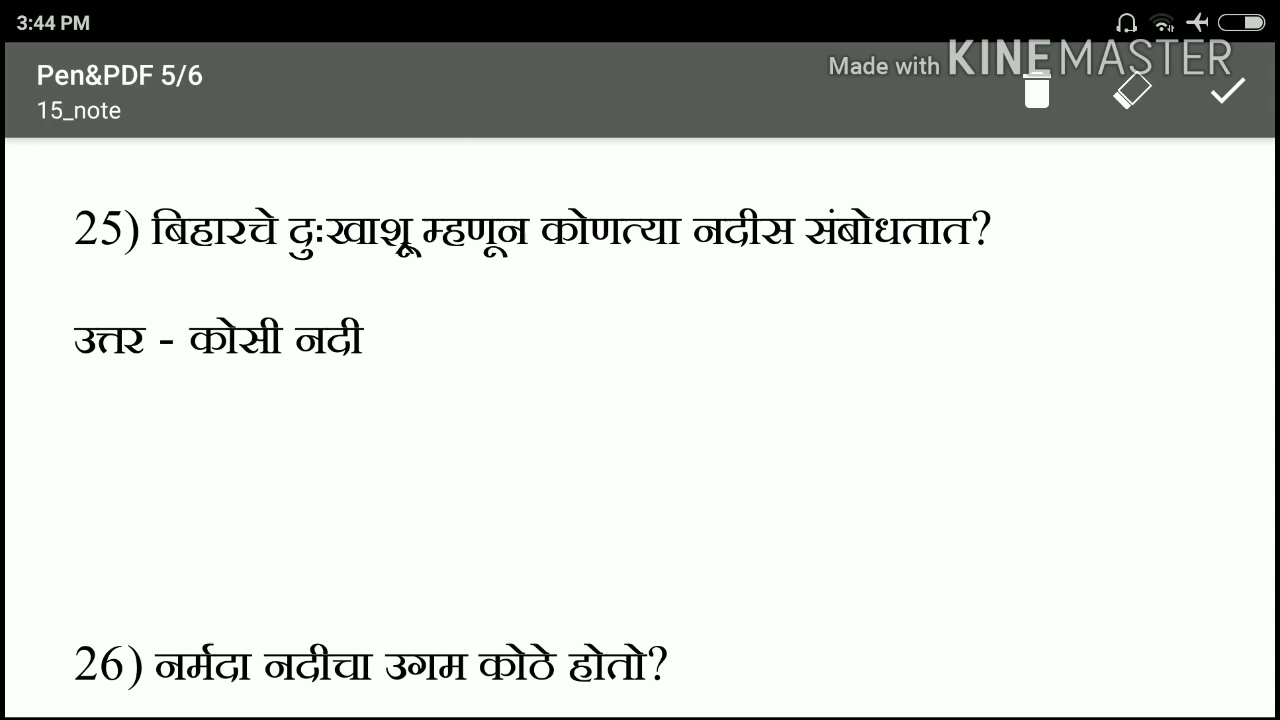 3:44 PM
Made with KINEMASTER
Pen&PDF 5/6
15_note
25) बिहारचे दुःखाश्रू म्हणून कोणत्या नदीस संबोधतात?
उत्तर - कोसी नदी
26) नर्मदा नदीचा उगम कोठे होतो?